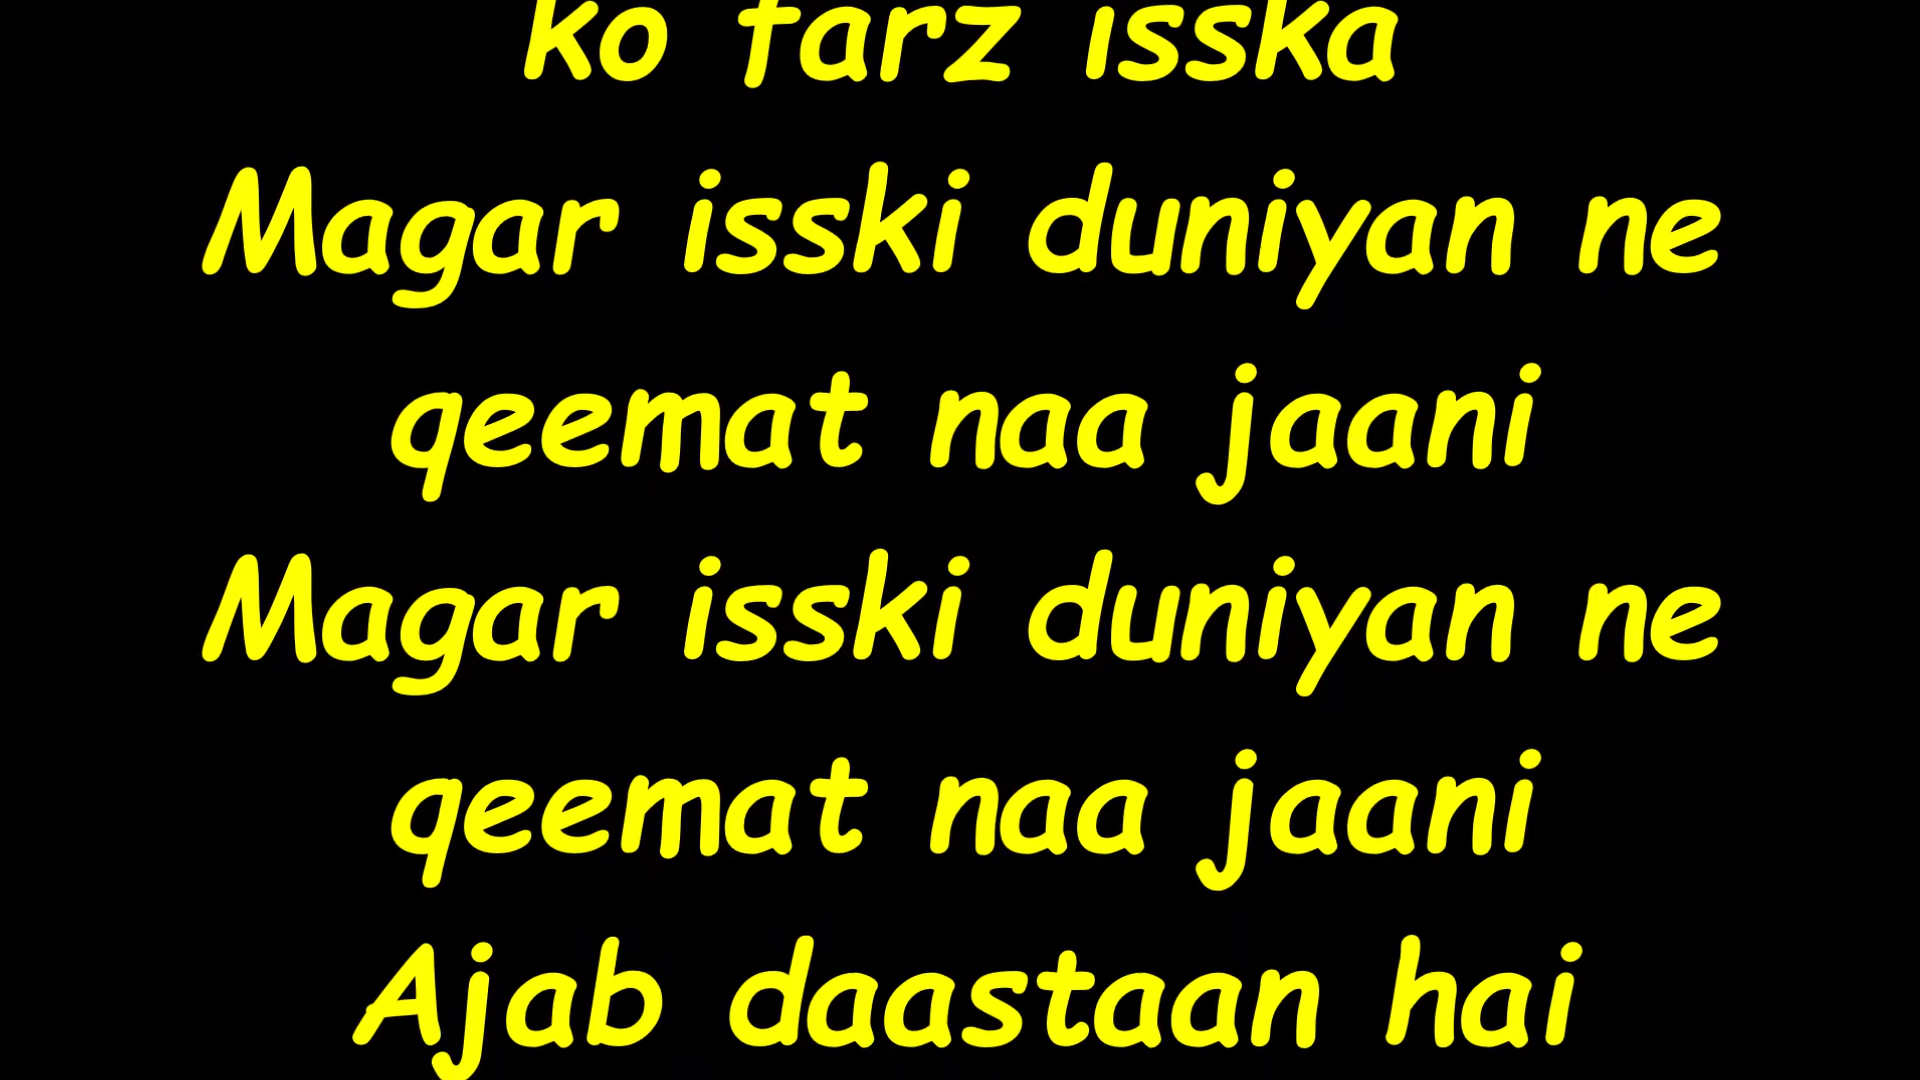 ko farz isska
Magar isski duniyan ne
qeemat naa jaani
Magar isski duniyan ne
qeemat naa jaani
Ajab daastaan hai